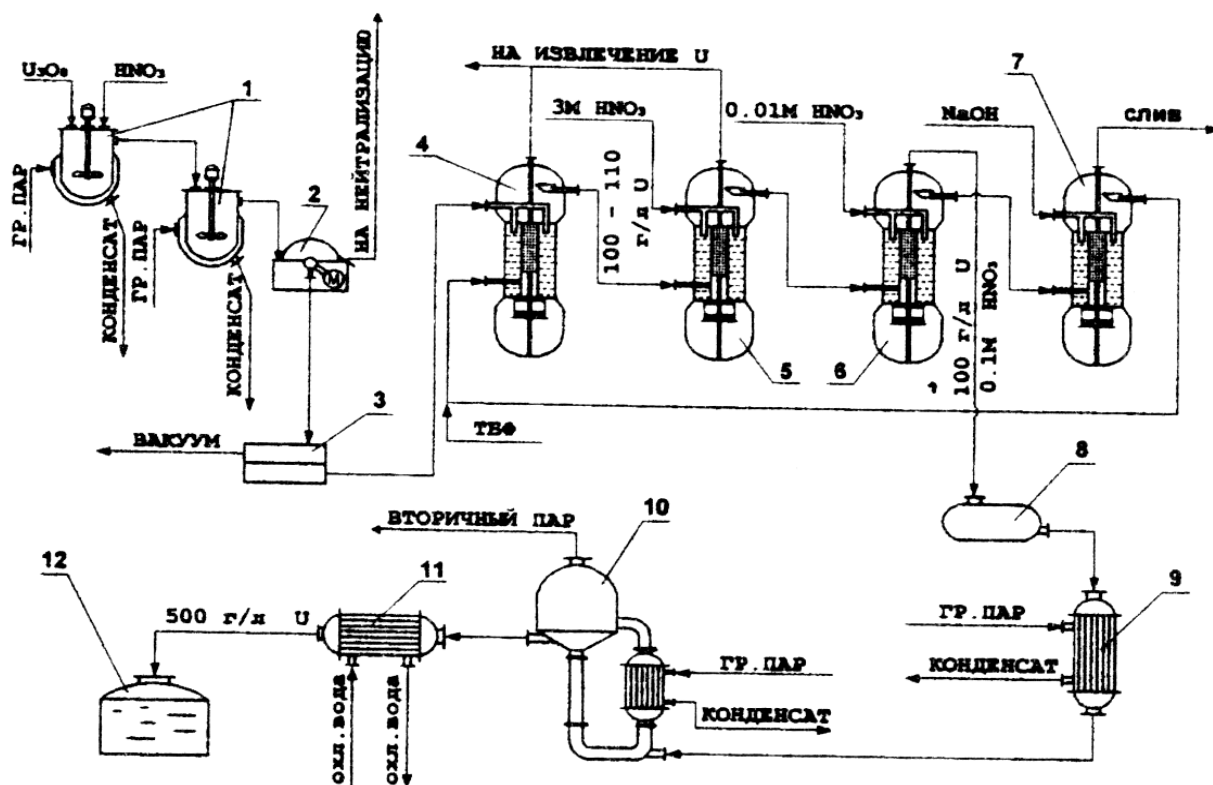 U₃O₈
HNO₃
1
ГР.ПАР
КОНДЕНСАТ
ГР.ПАР
КОНДЕНСАТ
2
М
НА НЕЙТРАЛИЗАЦИЮ
3
ВАКУУМ
НА ИЗВЛЕЧЕНИЕ U
4
3М HNO₃
100 - 110
г/л U
5
0.01М HNO₃
6
100 г/л U
0.1М HNO₃
NaOH
7
СЛИВ
ТБФ
8
9
ГР.ПАР
КОНДЕНСАТ
ВТОРИЧНЫЙ ПАР
10
ГР.ПАР
КОНДЕНСАТ
11
ОХЛ.ВОДА
ОХЛ.ВОДА
500 г/л U
12